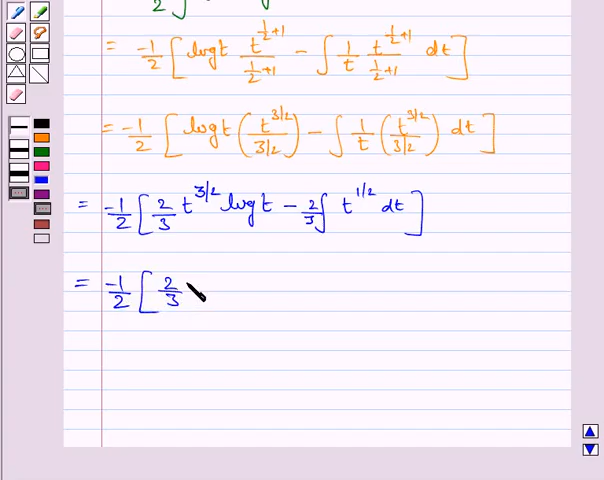 = -1/2 [ log t t^(1/2+1)/(1/2+1) - ∫ 1/t t^(1/2+1)/(1/2+1) dt ]
= -1/2 [ log t (t^(3/2)/(3/2)) - ∫ 1/t (t^(3/2)/(3/2)) dt ]
= -1/2 [ 2/3 t^(3/2) log t - 2/3 ∫ t^(1/2) dt ]
= -1/2 [ 2/3